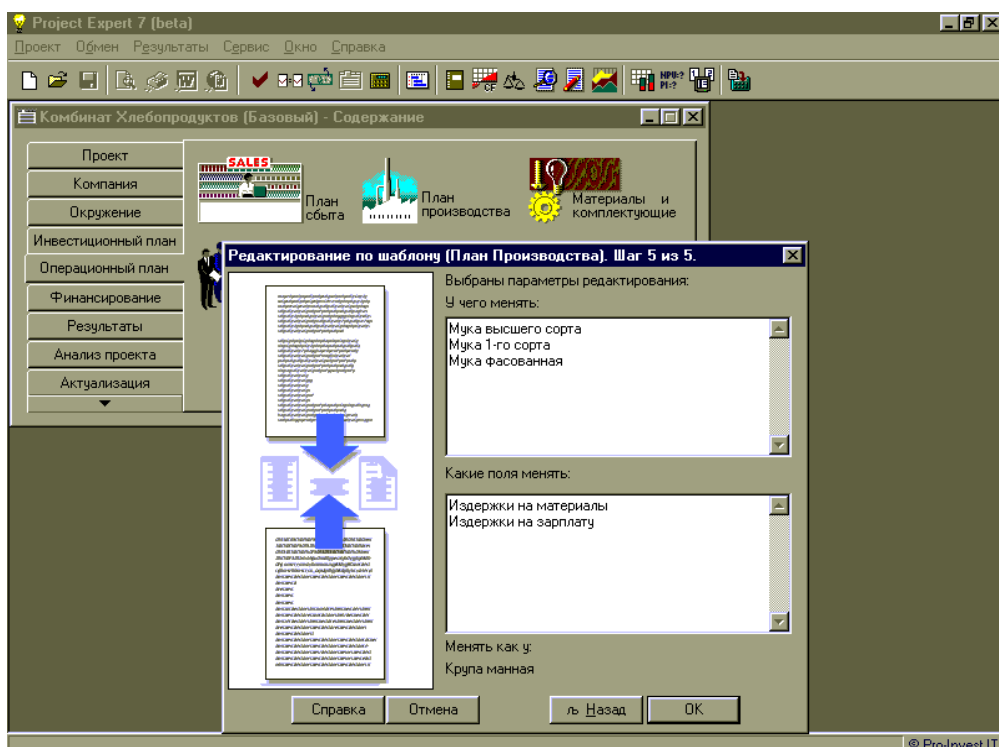 Project Expert 7 (beta)
Проект Обмен Результаты Сервис Окно Справка
NPV:?
PI:?
Комбинат Хлебопродуктов (Базовый) - Содержание
Проект
Компания
Окружение
Инвестиционный план
Операционный план
Финансирование
Результаты
Анализ проекта
Актуализация
SALES
План
сбыта
План
производства
Материалы и
комплектующие
Редактирование по шаблону (План Производства). Шаг 5 из 5.
Выбраны параметры редактирования:
У чего менять:
Мука высшего сорта
Мука 1-го сорта
Мука фасованная
Какие поля менять:
Издержки на материалы
Издержки на зарплату
Менять как у:
Крупа манная
Справка Отмена љ Назад OK
© Pro-Invest IT